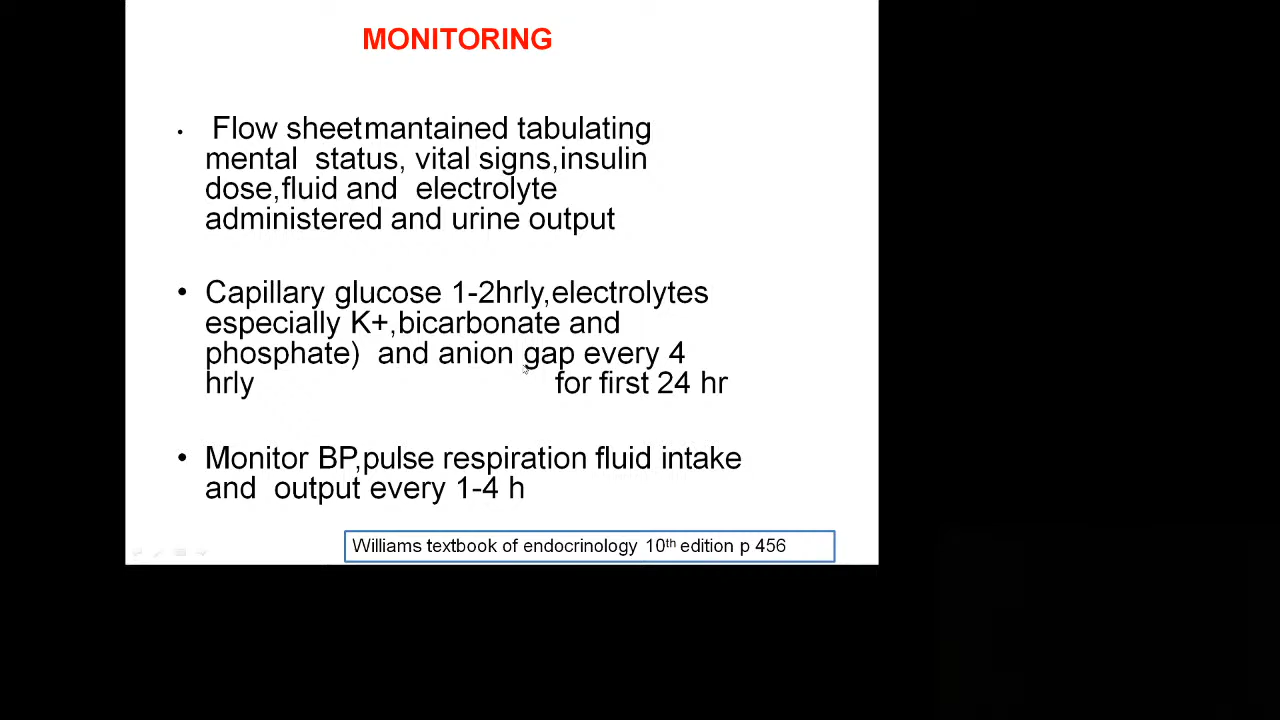 MONITORING
• Flow sheetmantained tabulating
mental status, vital signs,insulin
dose,fluid and electrolyte
administered and urine output
• Capillary glucose 1-2hrly,electrolytes
especially K+,bicarbonate and
phosphate) and anion gap every 4
hrly for first 24 hr
• Monitor BP,pulse respiration fluid intake
and output every 1-4 h
Williams textbook of endocrinology 10th edition p 456